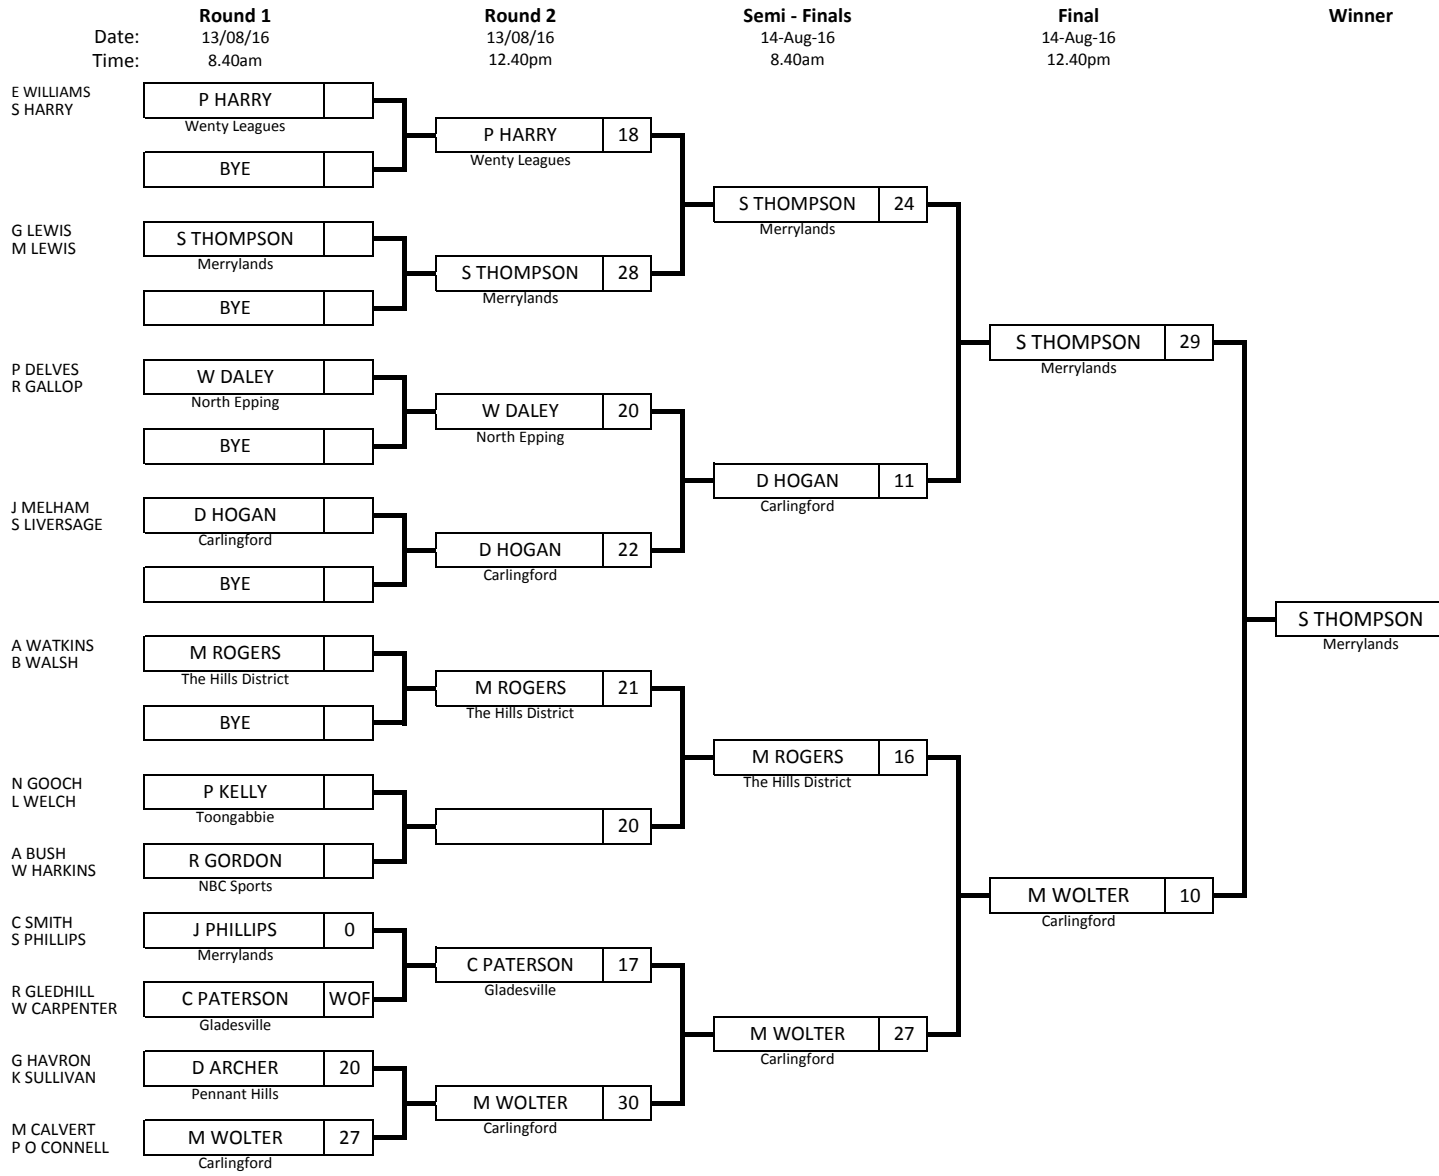 Round 1 Round 2 Semi - Finals Final Winner
Date: 13/08/16 13/08/16 14-Aug-16 14-Aug-16
Time: 8.40am 12.40pm 8.40am 12.40pm
E WILLIAMS
S HARRY
P HARRY
Wenty Leagues
P HARRY 18
Wenty Leagues
BYE
S THOMPSON 24
Merrylands
G LEWIS
M LEWIS
S THOMPSON
Merrylands
S THOMPSON 28
Merrylands
BYE
S THOMPSON 29
Merrylands
P DELVES
R GALLOP
W DALEY
North Epping
W DALEY 20
North Epping
BYE
D HOGAN 11
Carlingford
J MELHAM
S LIVERSAGE
D HOGAN
Carlingford
D HOGAN 22
Carlingford
BYE
S THOMPSON
Merrylands
A WATKINS
B WALSH
M ROGERS
The Hills District
M ROGERS 21
The Hills District
BYE
M ROGERS 16
The Hills District
N GOOCH
L WELCH
P KELLY
Toongabbie
20
A BUSH
W HARKINS
R GORDON
NBC Sports
M WOLTER 10
Carlingford
C SMITH
S PHILLIPS
J PHILLIPS 0
Merrylands
C PATERSON 17
Gladesville
R GLEDHILL
W CARPENTER
C PATERSON WOF
Gladesville
M WOLTER 27
Carlingford
G HAVRON
K SULLIVAN
D ARCHER 20
Pennant Hills
M WOLTER 30
Carlingford
M CALVERT
P O CONNELL
M WOLTER 27
Carlingford